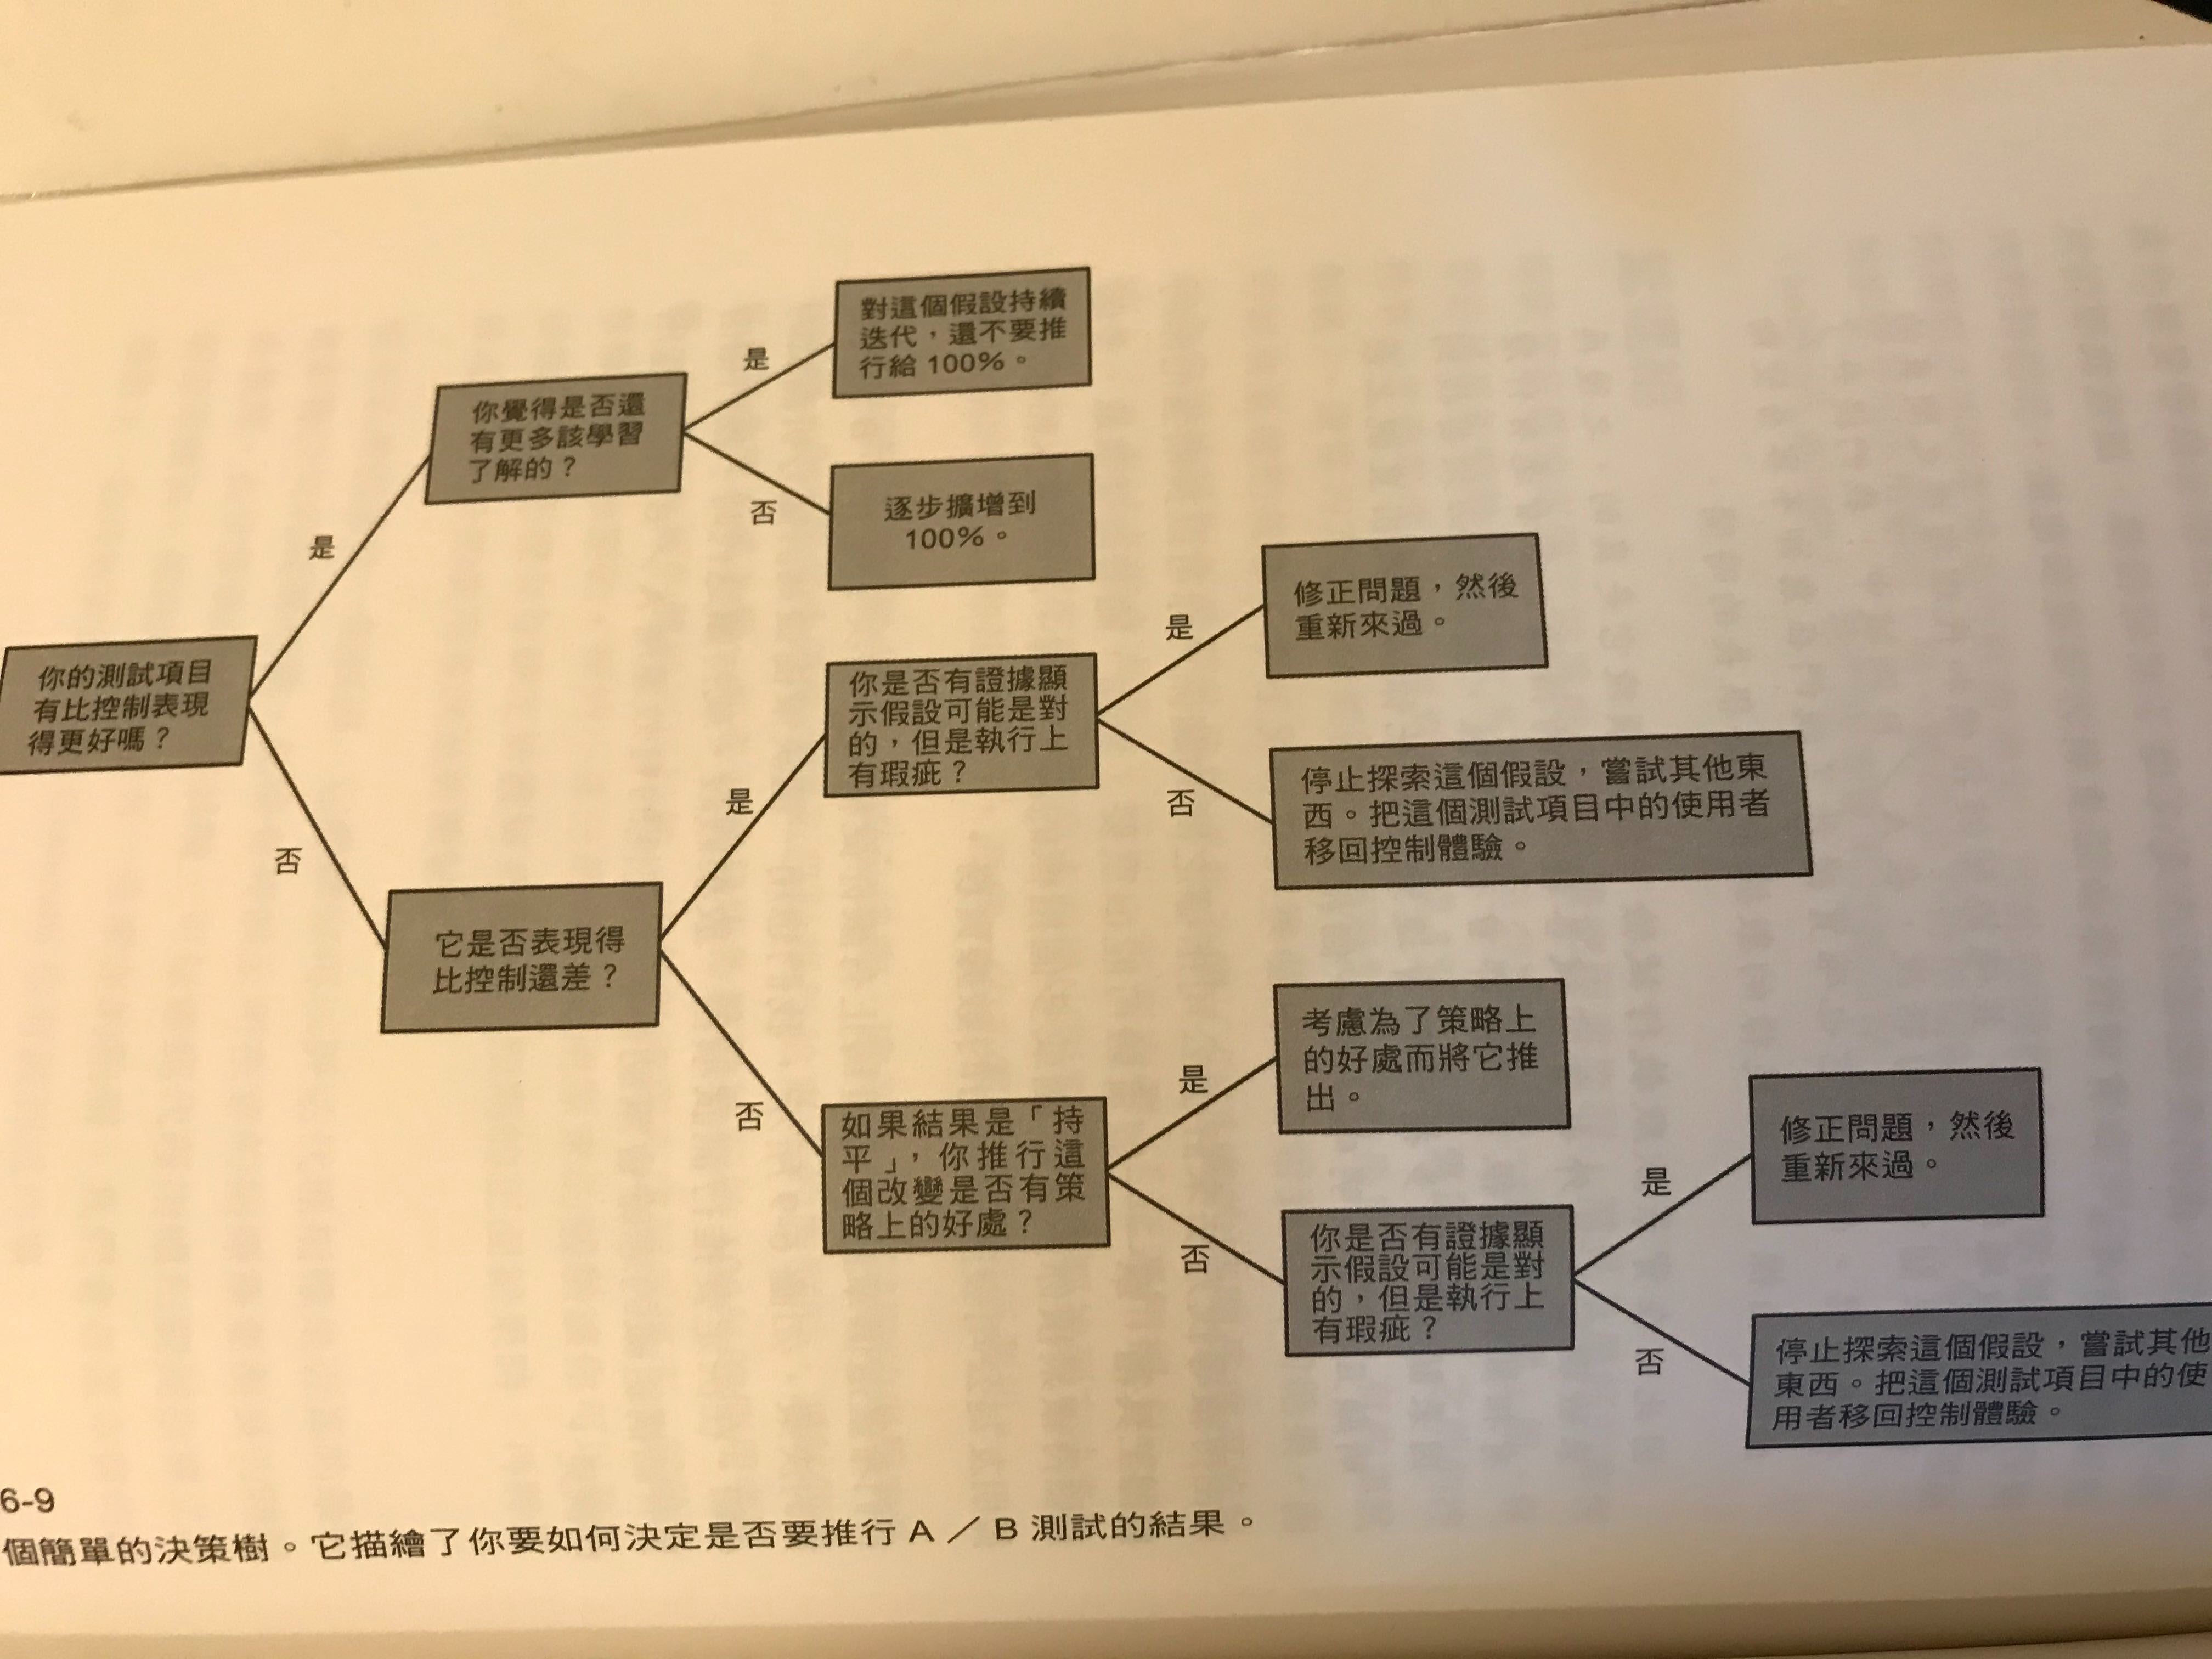 對這個假設持續
迭代，還不要推
行給 100%。
是
你覺得是否還
有更多該學習
了解的？
否
逐步擴增到
100%。
是
你的測試項目
有比控制表現
得更好嗎？
否
修正問題，然後
重新來過。
是
你是否有證據顯
示假設可能是對
的，但是執行上
有瑕疵？
是
否
停止探索這個假設，嘗試其他東
西。把這個測試項目中的使用者
移回控制體驗。
它是否表現得
比控制還差？
否
考慮為了策略上
的好處而將它推
出。
是
如果結果是「持
平」，你推行這
個改變是否有策
略上的好處？
否
修正問題，然後
重新來過。
是
你是否有證據顯
示假設可能是對
的，但是執行上
有瑕疵？
否
停止探索這個假設，嘗試其他
東西。把這個測試項目中的使
用者移回控制體驗。
6-9
個簡單的決策樹。它描繪了你要如何決定是否要推行 A ／ B 測試的結果。